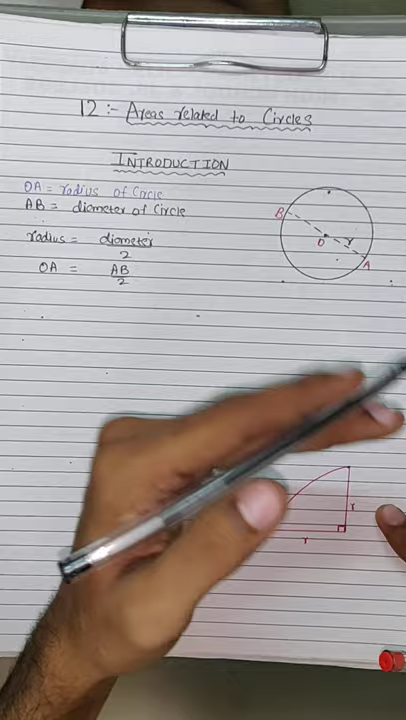 12 :- Areas related to Circles
INTRODUCTION
OA = radius of Circle
AB = diameter of Circle
radius = diameter
2
OA = AB
2
B
O
r
A
r
r